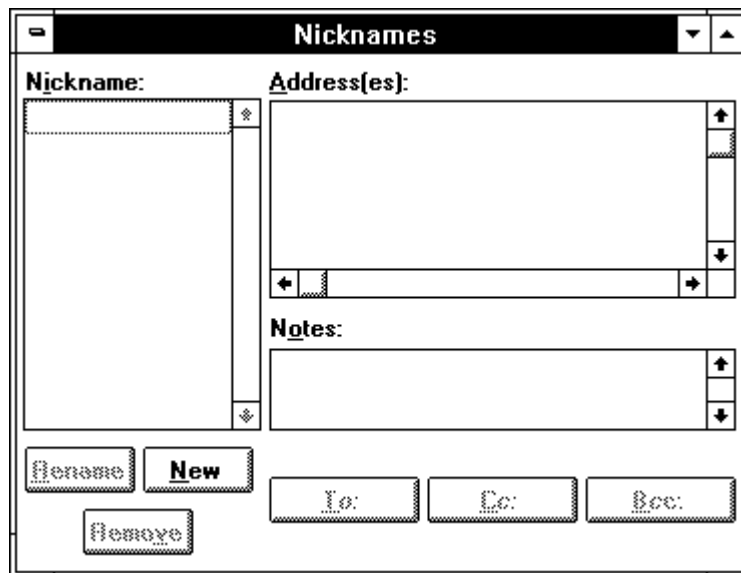 Nicknames
Nickname:
Address(es):
Notes:
Rename New
To: Cc: Bcc:
Remove